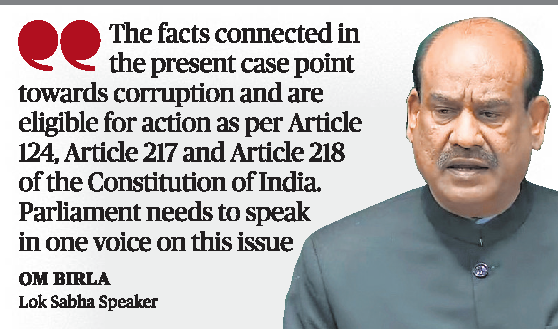 The facts connected in
the present case point
towards corruption and are
eligible for action as per Article
124, Article 217 and Article 218
of the Constitution of India.
Parliament needs to speak
in one voice on this issue
OM BIRLA
Lok Sabha Speaker